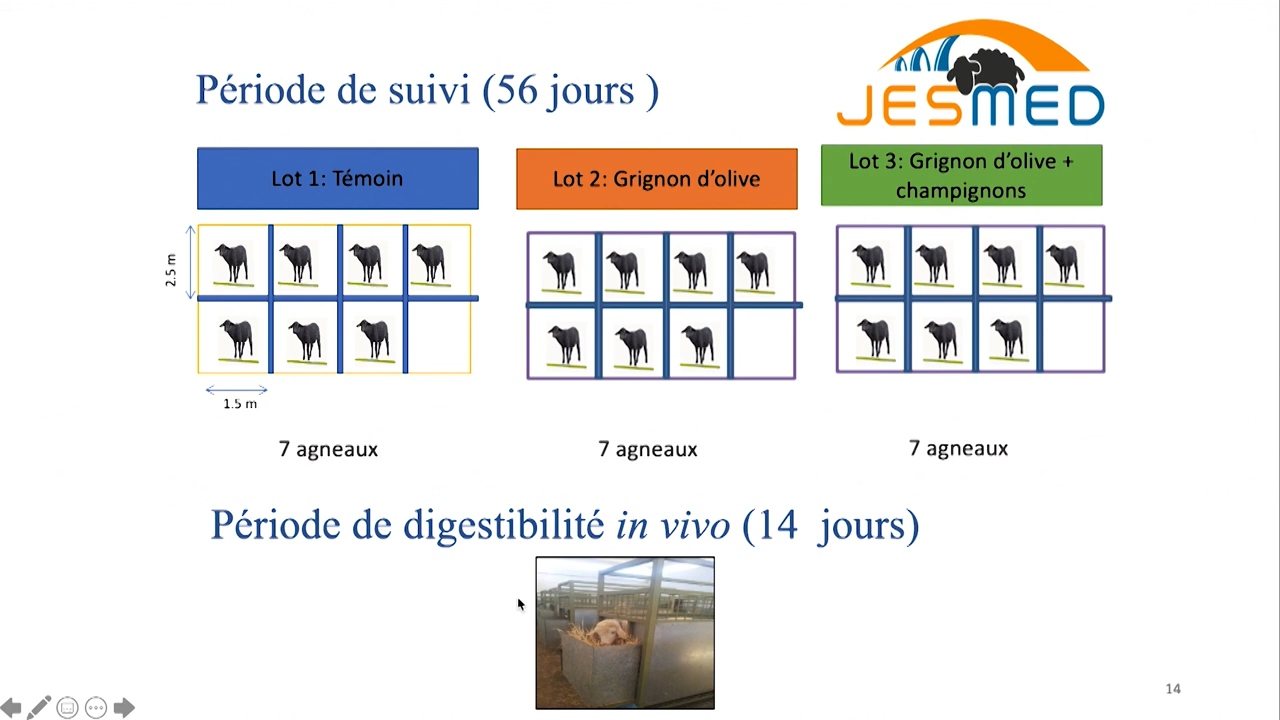 Période de suivi (56 jours )
JESMED
Lot 1: Témoin
Lot 2: Grignon d’olive
Lot 3: Grignon d’olive +
champignons
2.5 m
1.5 m
7 agneaux
7 agneaux
7 agneaux
Période de digestibilité in vivo (14 jours)
14